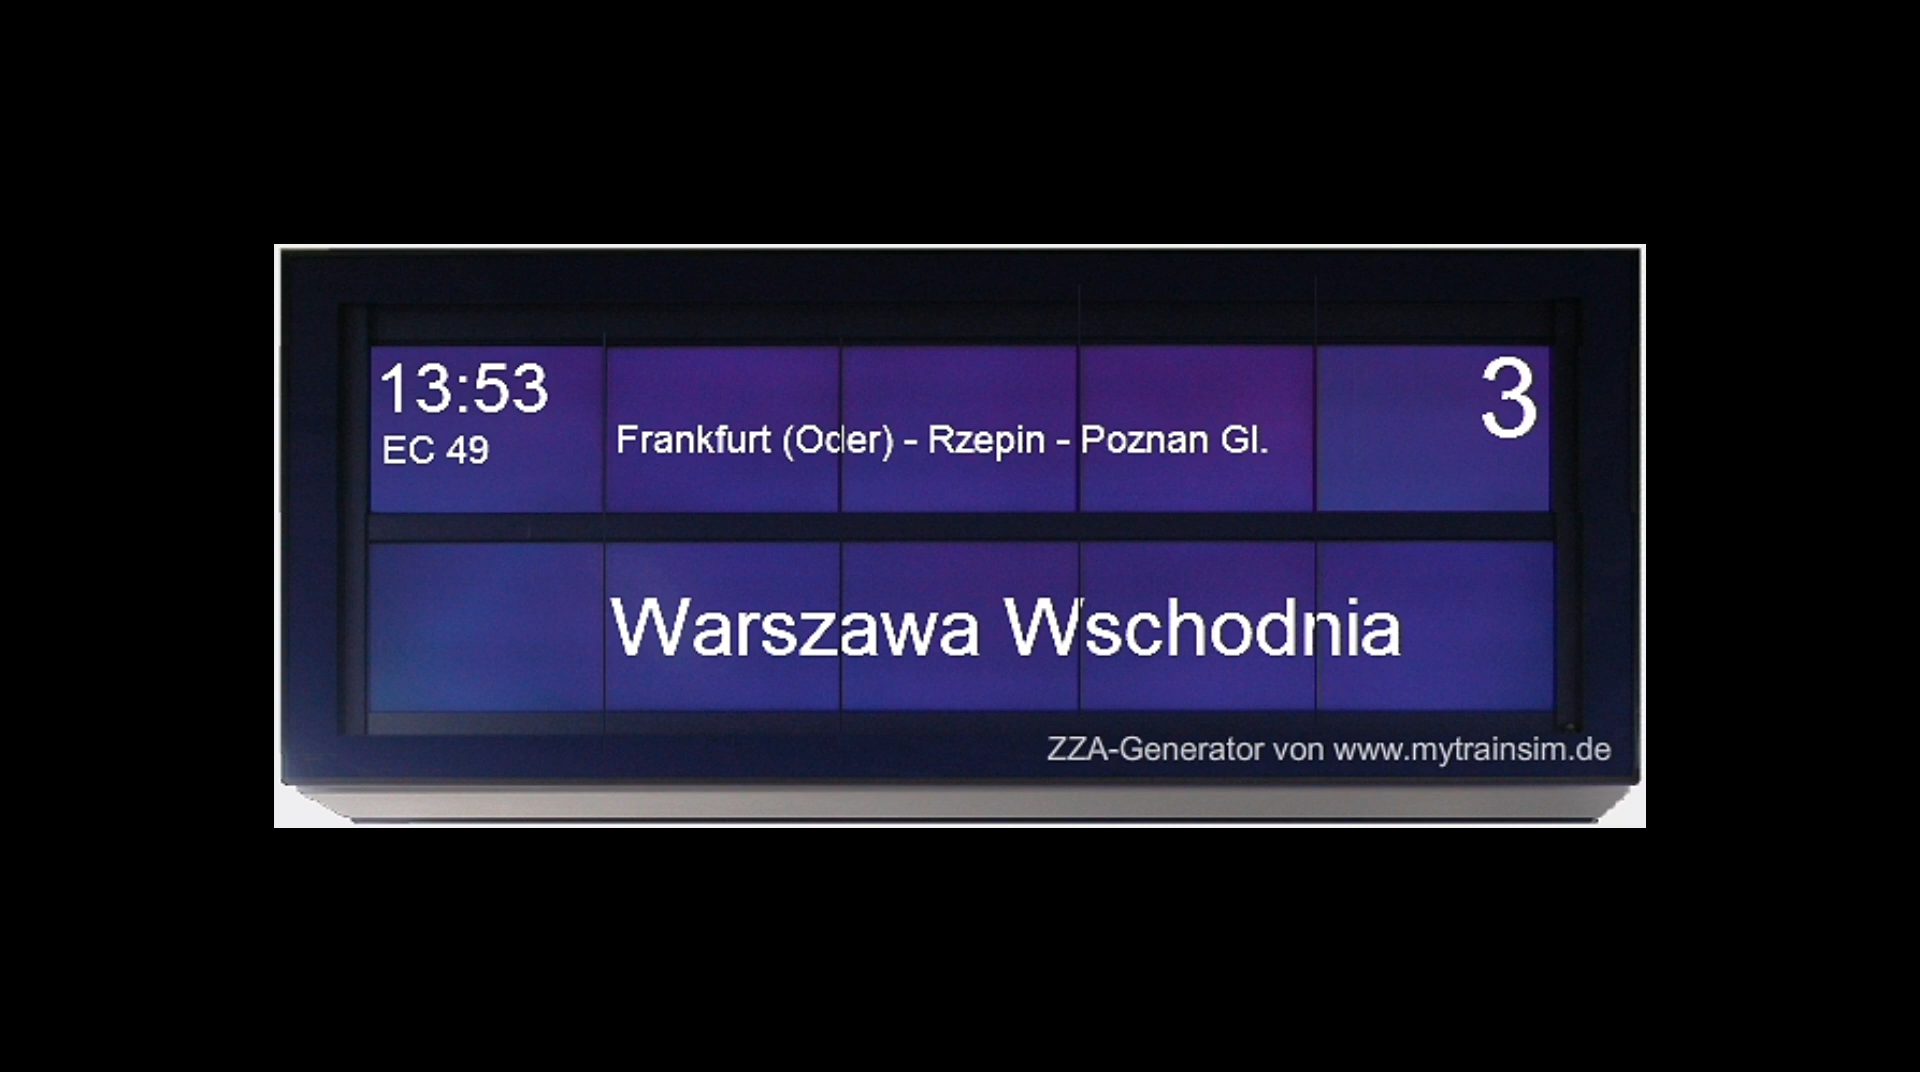 13:53
3
EC 49
Frankfurt (Oder) - Rzepin - Poznan Gl.
Warszawa Wschodnia
ZZA-Generator von www.mytrainsim.de